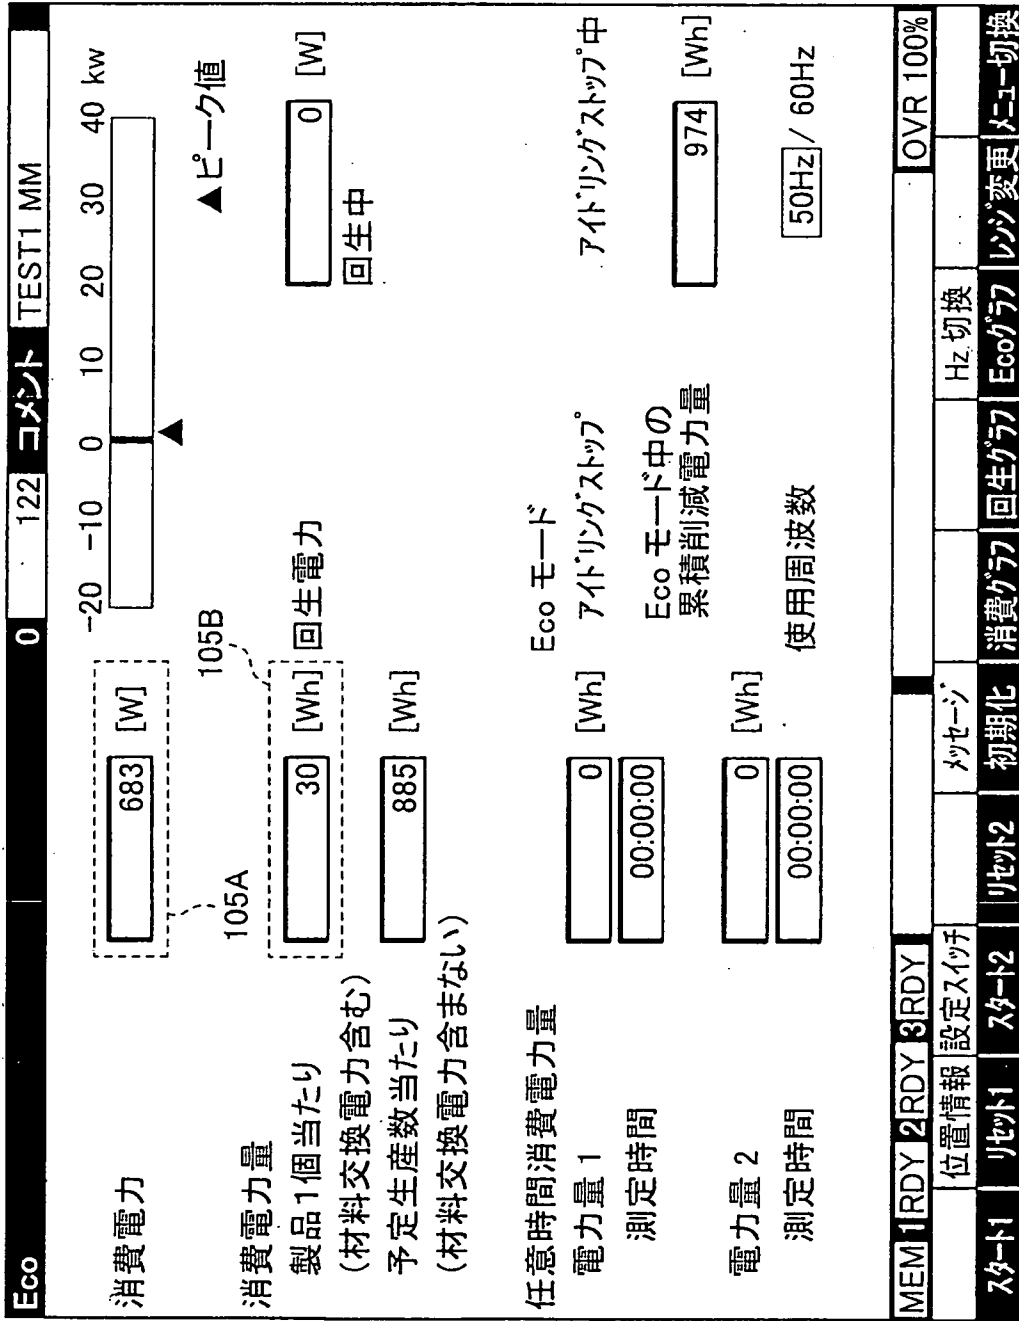 Eco 0 122 コメント TEST1 MM
消費電力 683 [W]
-20 -10 0 10 20 30 40 kw
▲
▲ピーク値
105A
105B
消費電力量
製品1個当たり 30 [Wh]
(材料交換電力含む)
予定生産数当たり 885 [Wh]
(材料交換電力含まない)
回生電力 0 [W]
回生中
任意時間消費電力量
電力量 1 0 [Wh]
測定時間 00:00:00
電力量 2 0 [Wh]
測定時間 00:00:00
Eco モード
アイドリングストップ アイドリングストップ中
Eco モード中の
累積削減電力量 974 [Wh]
使用周波数 50Hz / 60Hz
MEM 1RDY 2RDY 3RDY OVR 100%
位置情報 設定スイッチ メッセージ Hz切換
スタート1 リセット1 スタート2 リセット2 初期化 消費グラフ 回生グラフ Ecoグラフ レンジ変更 メニュー切換